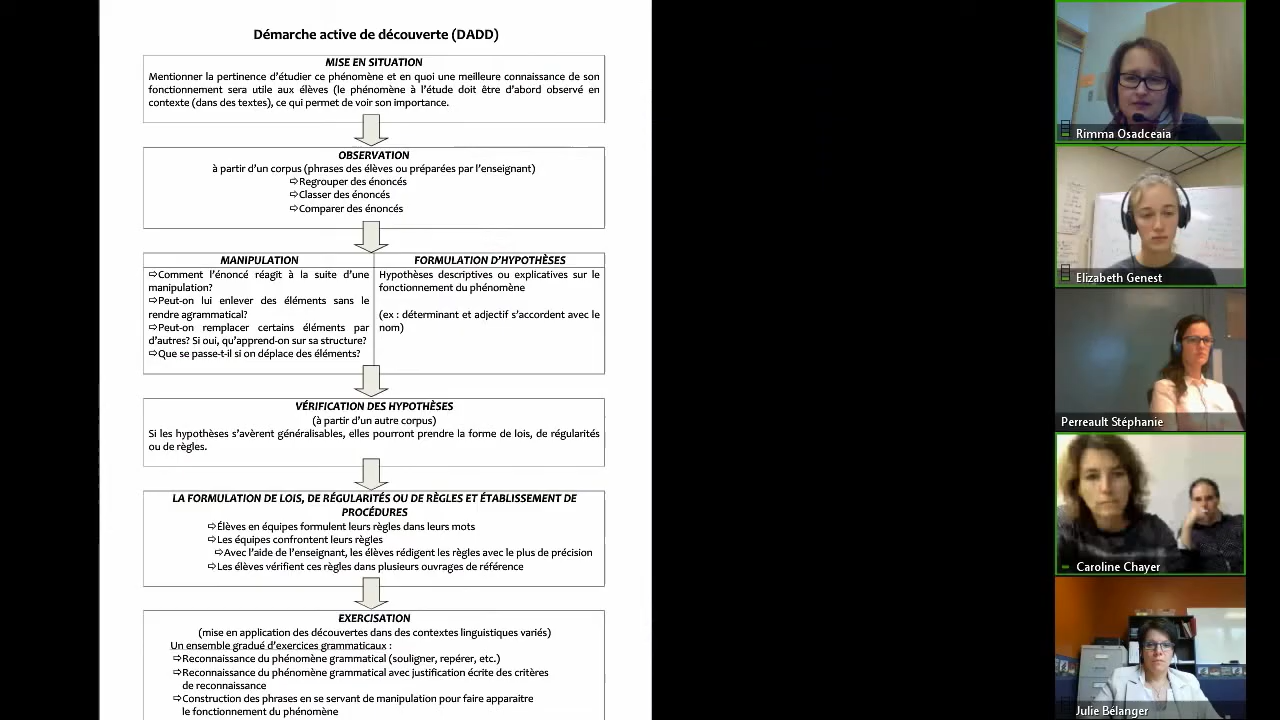 Démarche active de découverte (DADD)
MISE EN SITUATION
Mentionner la pertinence d'étudier ce phénomène et en quoi une meilleure connaissance de son
fonctionnement sera utile aux élèves (le phénomène à l'étude doit être d'abord observé en
contexte (dans des textes), ce qui permet de voir son importance.
OBSERVATION
à partir d'un corpus (phrases des élèves ou préparées par l'enseignant)
⇨Regrouper des énoncés
⇨Classer des énoncés
⇨Comparer des énoncés
MANIPULATION
⇨Comment l'énoncé réagit à la suite d'une
manipulation?
⇨Peut-on lui enlever des éléments sans le
rendre agrammatical?
⇨Peut-on remplacer certains éléments par
d'autres? Si oui, qu'apprend-on sur sa structure?
⇨Que se passe-t-il si on déplace des éléments?
FORMULATION D'HYPOTHÈSES
Hypothèses descriptives ou explicatives sur le
fonctionnement du phénomène
(ex : déterminant et adjectif s'accordent avec le
nom)
VÉRIFICATION DES HYPOTHÈSES
(à partir d'un autre corpus)
Si les hypothèses s'avèrent généralisables, elles pourront prendre la forme de lois, de régularités
ou de règles.
LA FORMULATION DE LOIS, DE RÉGULARITÉS OU DE RÈGLES ET ÉTABLISSEMENT DE
PROCÉDURES
⇨Élèves en équipes formulent leurs règles dans leurs mots
⇨Les équipes confrontent leurs règles
⇨Avec l'aide de l'enseignant, les élèves rédigent les règles avec le plus de précision
⇨Les élèves vérifient ces règles dans plusieurs ouvrages de référence
EXERCISATION
(mise en application des découvertes dans des contextes linguistiques variés)
Un ensemble gradué d'exercices grammaticaux :
⇨Reconnaissance du phénomène grammatical (souligner, repérer, etc.)
⇨Reconnaissance du phénomène grammatical avec justification écrite des critères
de reconnaissance
⇨Construction des phrases en se servant de manipulation pour faire apparaitre
le fonctionnement du phénomène
Rimma Osadceaia
Elizabeth Genest
Perreault Stéphanie
Caroline Chayer
Julie Bélanger